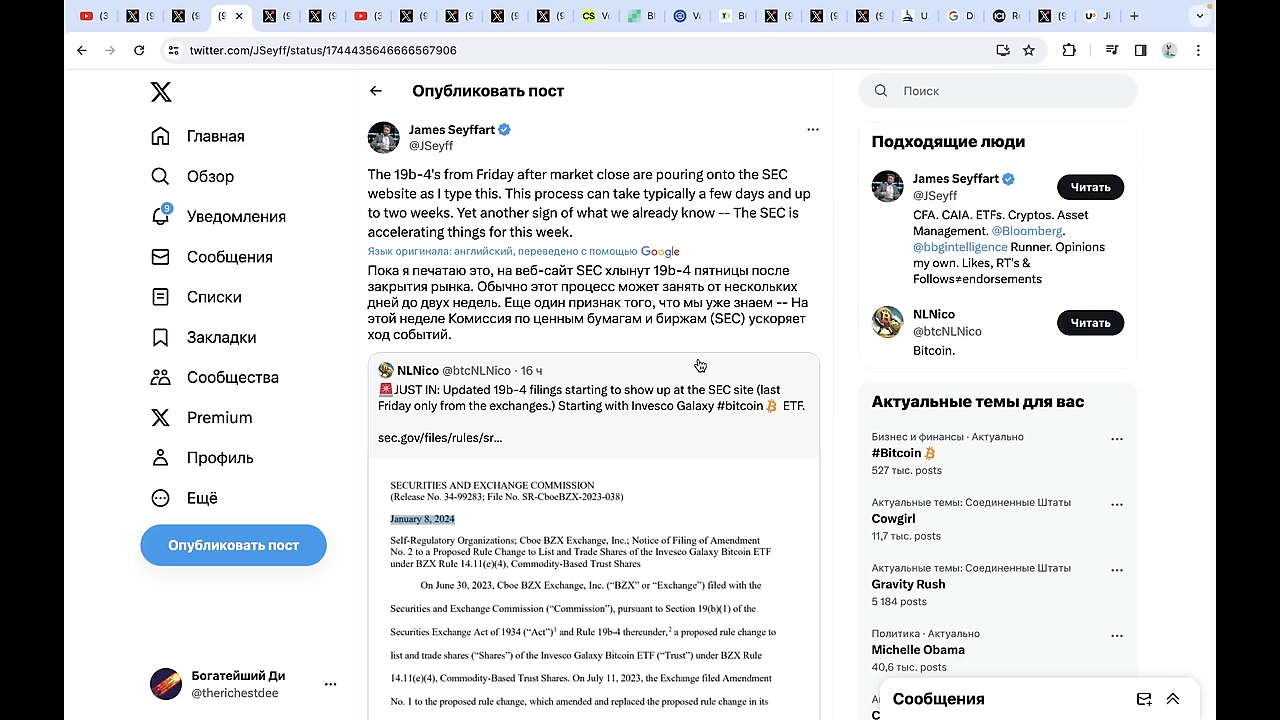 twitter.com/JSeyff/status/1744435646666567906
Главная
Обзор
9
Уведомления
Сообщения
Списки
Закладки
Сообщества
Premium
Профиль
Ещё
Опубликовать пост
Богатейший Ди
@therichestdee
Опубликовать пост
James Seyffart
@JSeyff
The 19b-4's from Friday after market close are pouring onto the SEC
website as I type this. This process can take typically a few days and up
to two weeks. Yet another sign of what we already know -- The SEC is
accelerating things for this week.
Язык оригинала: английский, переведено с помощью Google
Пока я печатаю это, на веб-сайт SEC хлынут 19b-4 пятницы после
закрытия рынка. Обычно этот процесс может занять от нескольких
дней до двух недель. Еще один признак того, что мы уже знаем -- На
этой неделе Комиссия по ценным бумагам и биржам (SEC) ускоряет
ход событий.
NLNico @btcNLNico · 16 ч
🚨JUST IN: Updated 19b-4 filings starting to show up at the SEC site (last
Friday only from the exchanges.) Starting with Invesco Galaxy #bitcoin ETF.
sec.gov/files/rules/sr...
SECURITIES AND EXCHANGE COMMISSION
(Release No. 34-99283; File No. SR-CboeBZX-2023-038)
January 8, 2024
Self-Regulatory Organizations; Cboe BZX Exchange, Inc.; Notice of Filing of Amendment
No. 2 to a Proposed Rule Change to List and Trade Shares of the Invesco Galaxy Bitcoin ETF
under BZX Rule 14.11(e)(4), Commodity-Based Trust Shares
On June 30, 2023, Cboe BZX Exchange, Inc. (“BZX” or “Exchange”) filed with the
Securities and Exchange Commission (“Commission”), pursuant to Section 19(b)(1) of the
Securities Exchange Act of 1934 (“Act”)1 and Rule 19b-4 thereunder,2 a proposed rule change to
list and trade shares (“Shares”) of the Invesco Galaxy Bitcoin ETF (“Trust”) under BZX Rule
14.11(e)(4), Commodity-Based Trust Shares. On July 11, 2023, the Exchange filed Amendment
No. 1 to the proposed rule change, which amended and replaced the proposed rule change in its
Поиск
Подходящие люди
James Seyffart
@JSeyff
Читать
CFA. CAIA. ETFs. Cryptos. Asset
Management. @Bloomberg.
@bbgintelligence Runner. Opinions
my own. Likes, RT's &
Follows≠endorsements
NLNico
@btcNLNico
Читать
Bitcoin.
Актуальные темы для вас
Бизнес и финансы · Актуально
#Bitcoin
527 тыс. posts
Актуальные темы: Соединенные Штаты
Cowgirl
11,7 тыс. posts
Актуальные темы: Соединенные Штаты
Gravity Rush
5 184 posts
Политика · Актуально
Michelle Obama
40,6 тыс. posts
Сообщения